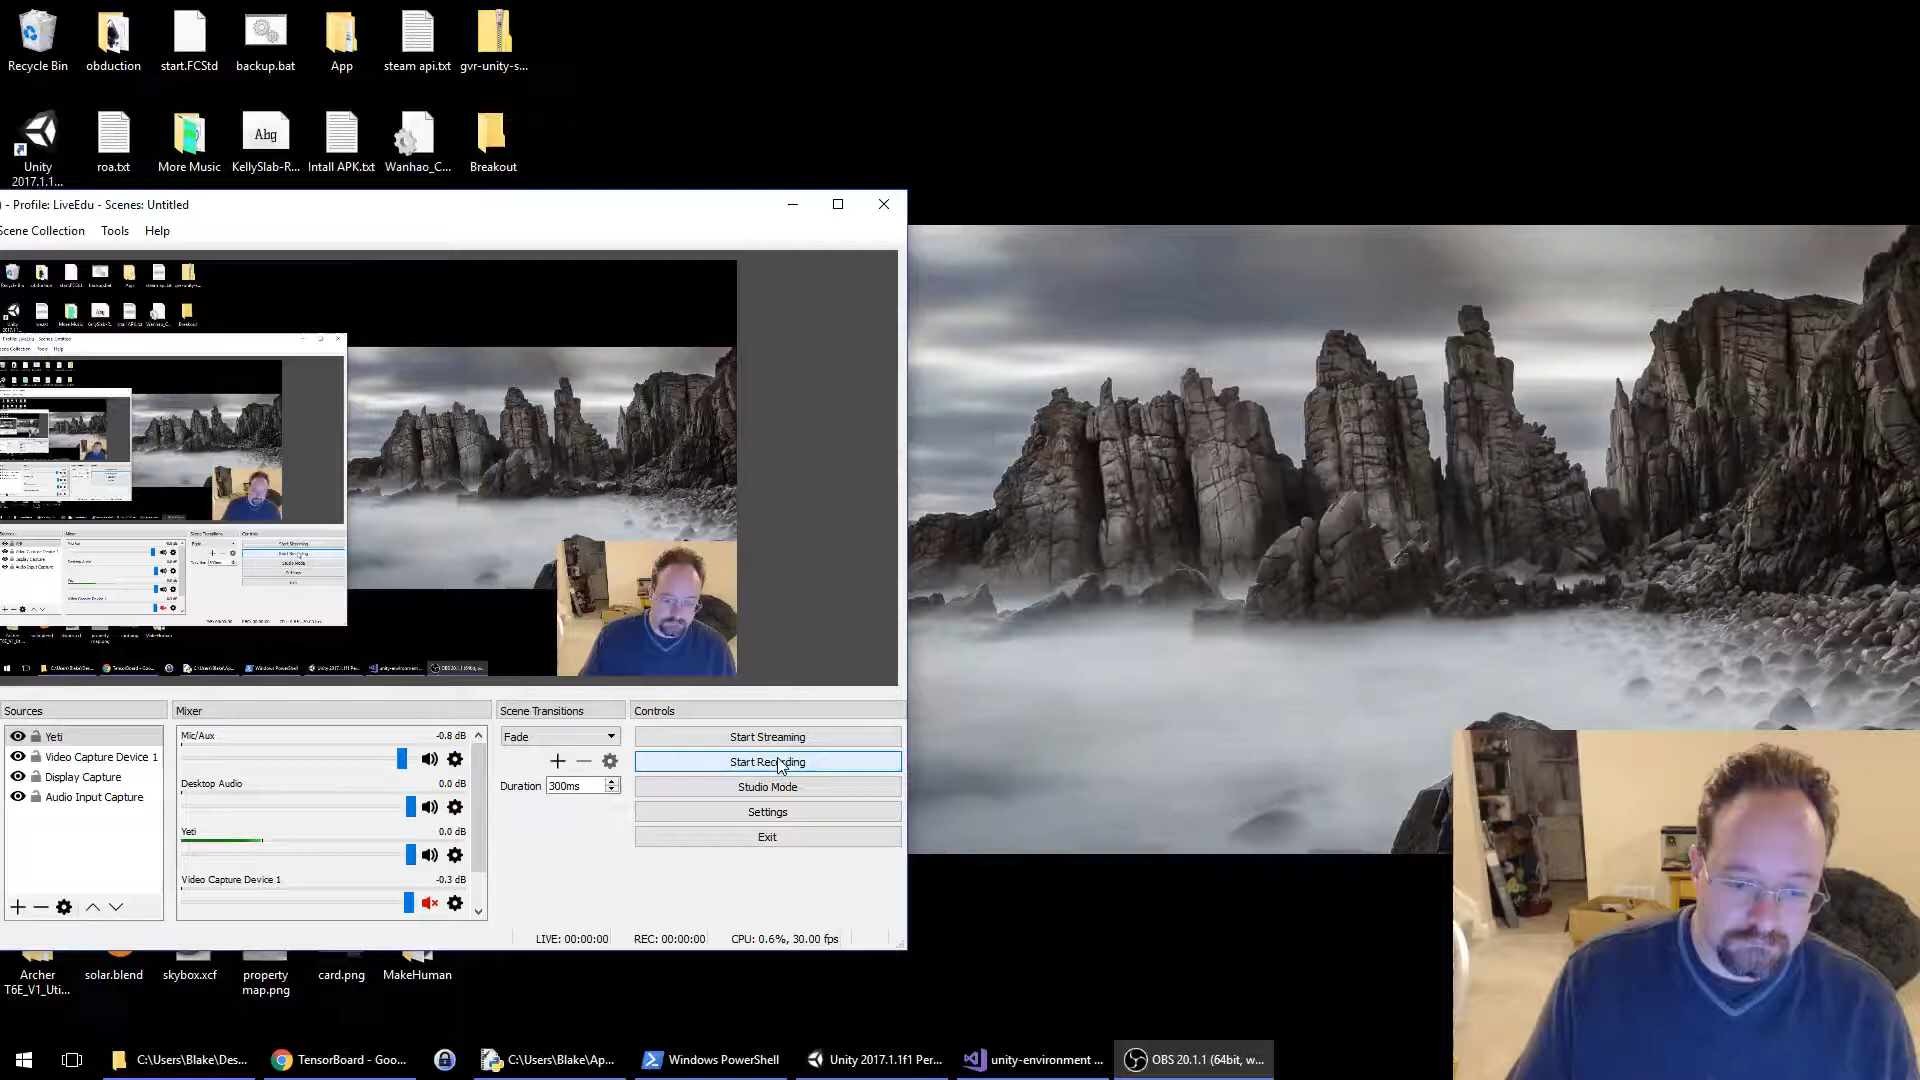 Recycle Bin
obduction
start.FCStd
backup.bat
App
steam api.txt
gvr-unity-s...
Abg
Unity
2017.1.1...
roa.txt
More Music
KellySlab-R...
Intall APK.txt
Wanhao_C...
Breakout
) - Profile: LiveEdu - Scenes: Untitled
Scene Collection
Tools
Help
Sources
Yeti
Video Capture Device 1
Display Capture
Audio Input Capture
Mixer
Mic/Aux
-0.8 dB
Desktop Audio
0.0 dB
Yeti
0.0 dB
Video Capture Device 1
-0.3 dB
Scene Transitions
Fade
Duration
300ms
Controls
Start Streaming
Start Recording
Studio Mode
Settings
Exit
LIVE: 00:00:00
REC: 00:00:00
CPU: 0.6%, 30.00 fps
Archer
T6E_V1_Uti...
solar.blend
skybox.xcf
property
map.png
card.png
MakeHuman
C:\Users\Blake\Des...
TensorBoard - Goo...
C:\Users\Blake\Ap...
Windows PowerShell
Unity 2017.1.1f1 Per...
unity-environment ...
OBS 20.1.1 (64bit, w...